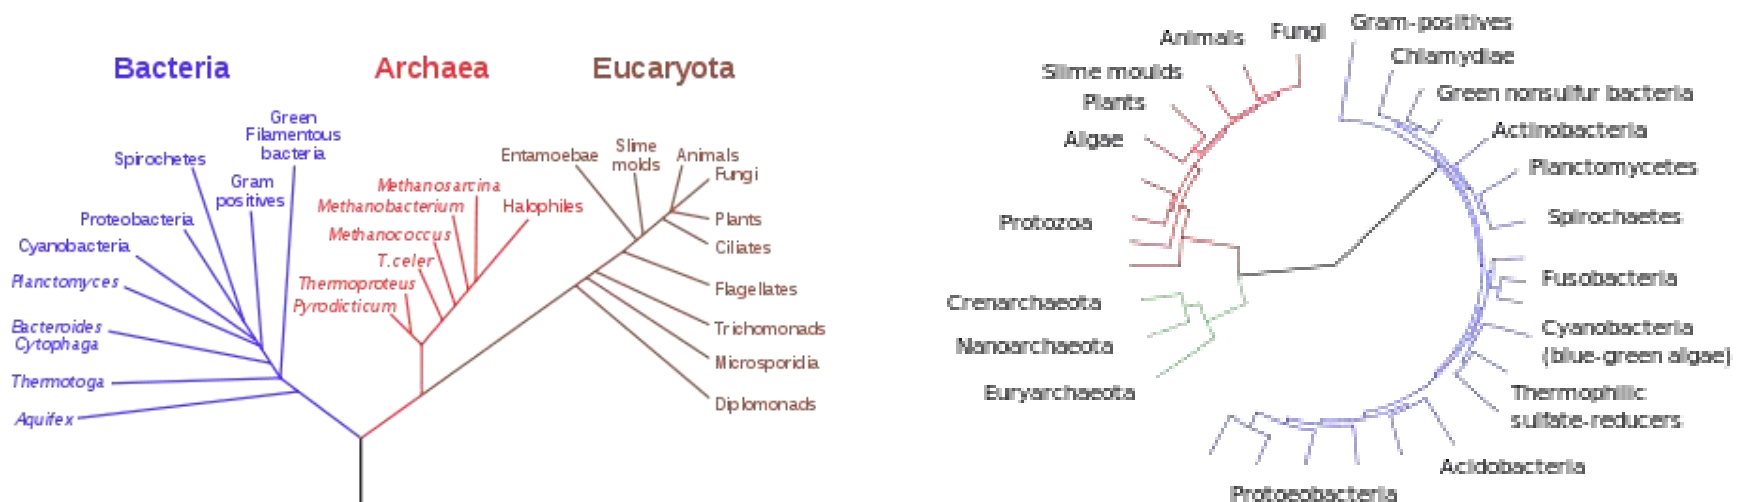 Bacteria
Archaea
Eucaryota
Green
Filamentous
bacteria
Spirochetes
Gram
positives
Proteobacteria
Cyanobacteria
Planctomyces
Bacteroides
Cytophaga
Thermotoga
Aquifex
Methanosarcina
Methanobacterium
Halophiles
Methanococcus
T.celer
Thermoproteus
Pyrodicticum
Entamoebae
Slime
molds
Animals
Fungi
Plants
Ciliates
Flagellates
Trichomonads
Microsporidia
Diplomonads
Fungi
Animals
Slime moulds
Plants
Algae
Protozoa
Crenarchaeota
Nanoarchaeota
Euryarchaeota
Gram-positives
Chlamydiae
Green nonsulfur bacteria
Actinobacteria
Planctomycetes
Spirochaetes
Fusobacteria
Cyanobacteria
(blue-green algae)
Thermophilic
sulfate-reducers
Acidobacteria
Protoeobacteria